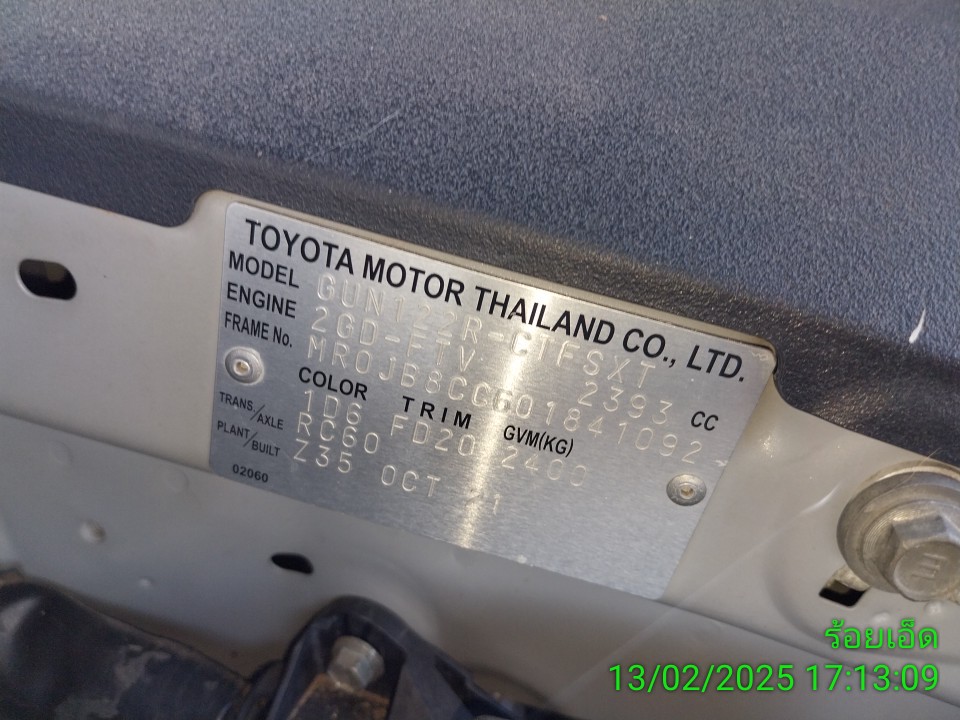 TOYOTA MOTOR THAILAND CO., LTD.
MODEL GUN122R-CTFSXT
ENGINE 2GD-FTV 2393 CC
FRAME No. MR0JB8CC601841092
COLOR TRIM GVM(KG)
1D6 FD20 2400
TRANS./AXLE RC60
PLANT/BUILT Z35 OCT
02060
ร้อยเอ็ด
13/02/2025 17:13:09